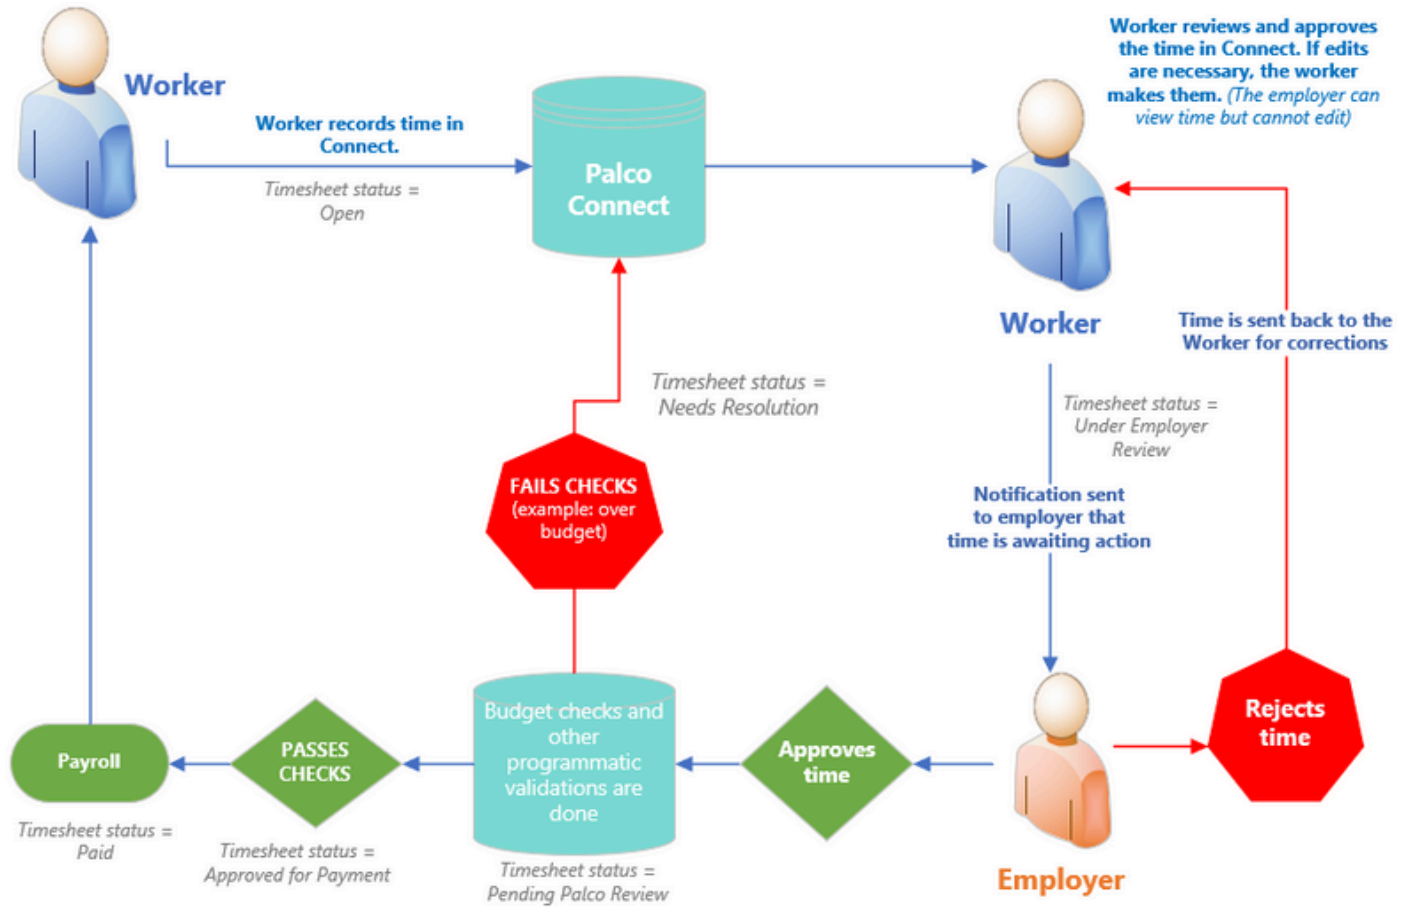 Worker
Worker records time in
Connect.
Timesheet status =
Open
Palco
Connect
Worker reviews and approves
the time in Connect. If edits
are necessary, the worker
makes them. (The employer can
view time but cannot edit)
Worker
Time is sent back to the
Worker for corrections
Timesheet status =
Under Employer
Review
Notification sent
to employer that
time is awaiting action
Timesheet status =
Needs Resolution
FAILS CHECKS
(example: over
budget)
Rejects
time
Employer
Approves
time
Budget checks and
other
programmatic
validations are
done
Timesheet status =
Pending Palco Review
PASSES
CHECKS
Timesheet status =
Approved for Payment
Payroll
Timesheet status =
Paid